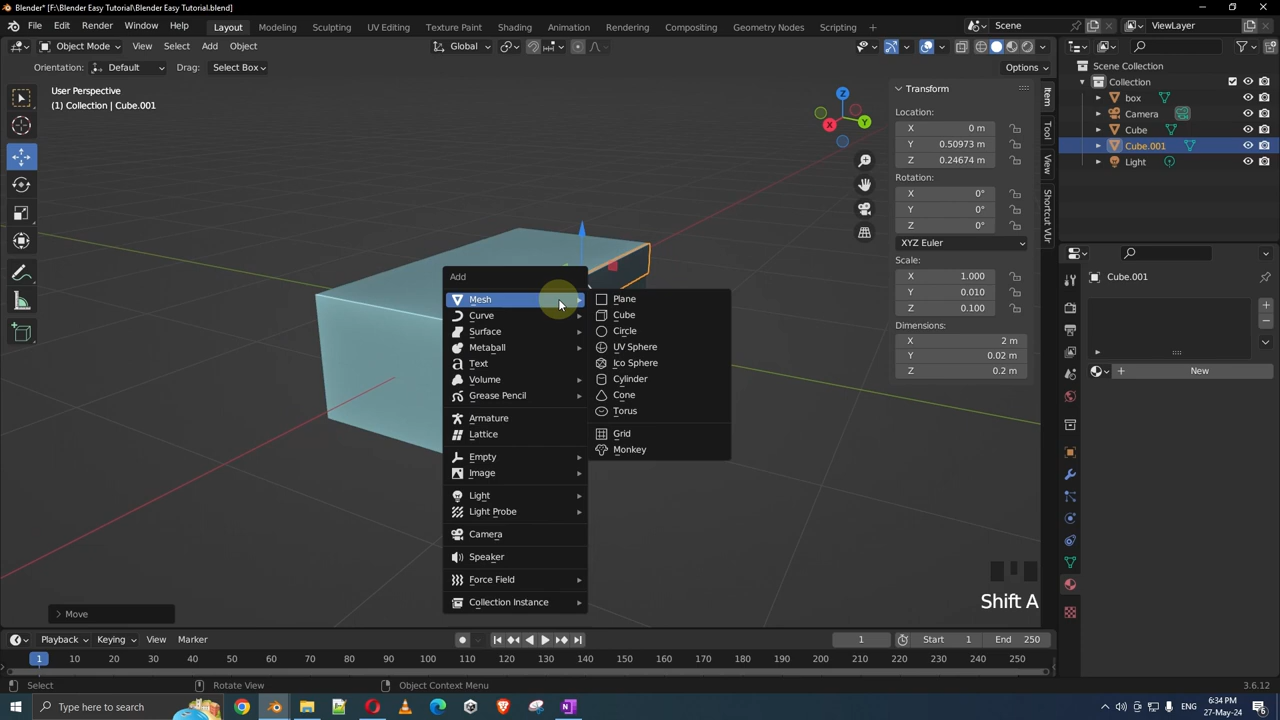 Blender* [F:\Blender Easy Tutorial\Blender Easy Tutorial.blend]
File Edit Render Window Help Layout Modeling Sculpting UV Editing Texture Paint Shading Animation Rendering Compositing Geometry Nodes Scripting Scene ViewLayer
Object Mode View Select Add Object Global
Orientation: Default Drag: Select Box Options
User Perspective
(1) Collection | Cube.001
Z
Y
X
Transform
Location:
X 0 m
Y 0.50973 m
Z 0.24674 m
Rotation:
X 0°
Y 0°
Z 0°
XYZ Euler
Scale:
X 1.000
Y 0.010
Z 0.100
Dimensions:
X 2 m
Y 0.02 m
Z 0.2 m
Item
Tool
View
Shortcut VUr
Scene Collection
Collection
box
Camera
Cube
Cube.001
Light
Cube.001
New
Add
Mesh
Curve
Surface
Metaball
Text
Volume
Grease Pencil
Armature
Lattice
Empty
Image
Light
Light Probe
Camera
Speaker
Force Field
Collection Instance
Plane
Cube
Circle
UV Sphere
Ico Sphere
Cylinder
Cone
Torus
Grid
Monkey
Shift A
Move
Playback Keying View Marker 1 Start 1 End 250
1 10 20 30 40 50 60 70 80 90 100 110 120 130 140 150 160 170 180 190 200 210 220 230 240 250
Select Rotate View Object Context Menu 3.6.12
Type here to search
6:34 PM
27-May-24